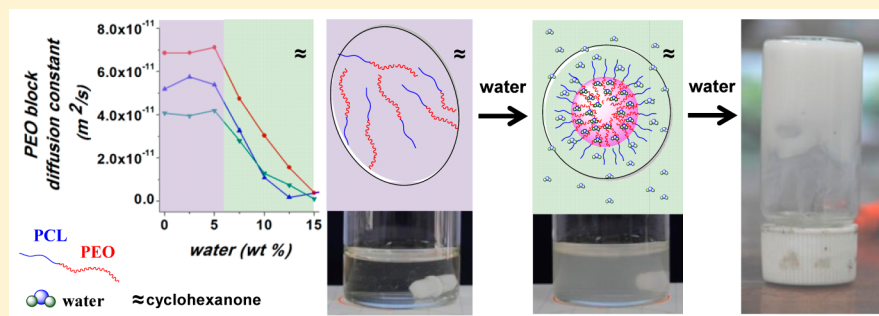 PEO block
diffusion constant
(m²/s)
8.0x10⁻¹¹
6.0x10⁻¹¹
4.0x10⁻¹¹
2.0x10⁻¹¹
0.0
0 5 10 15
water (wt %)
≈
≈
water
≈
water
PCL
PEO
water
≈cyclohexanone